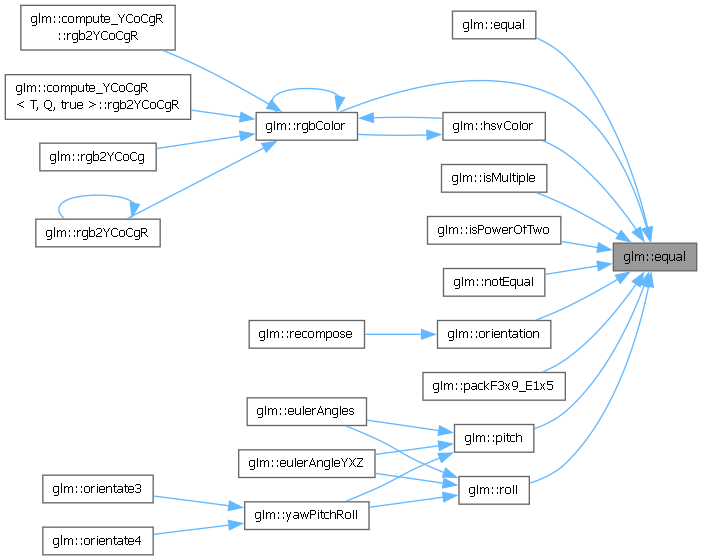 glm::compute_YCoCgR
::rgb2YCoCgR
glm::equal
glm::compute_YCoCgR
< T, Q, true >::rgb2YCoCgR
glm::rgbColor
glm::hsvColor
glm::rgb2YCoCg
glm::isMultiple
glm::rgb2YCoCgR
glm::isPowerOfTwo
glm::equal
glm::notEqual
glm::recompose
glm::orientation
glm::packF3x9_E1x5
glm::eulerAngles
glm::pitch
glm::eulerAngleYXZ
glm::orientate3
glm::roll
glm::yawPitchRoll
glm::orientate4